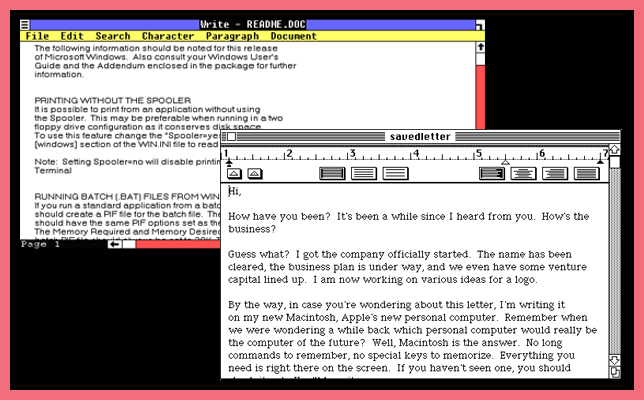 Write - README.DOC
File Edit Search Character Paragraph Document
The following information should be noted for this release
of Microsoft Windows. Also consult your Windows User's
Guide and the Addendum enclosed in the package for further
information.
PRINTING WITHOUT THE SPOOLER
It is possible to print from an application without using
the Spooler. This may be preferable when running in a two
floppy drive configuration as it conserves disk space.
To use this feature change the "Spooler=yes
[windows] section of the WIN.INI file to read
Note: Setting Spooler=no will disable printin
Terminal
RUNNING BATCH (.BAT) FILES FROM WIN
If you run a standard application from a batc
should create a PIF file for the batch file. The
should have the same PIF options set as the
The Memory Required and Memory Desired
Page 1
savedletter
1 2 3 4 5 6 7
Hi,
How have you been? It's been a while since I heard from you. How's the
business?
Guess what? I got the company officially started. The name has been
cleared, the business plan is under way, and we even have some venture
capital lined up. I am now working on various ideas for a logo.
By the way, in case you're wondering about this letter, I'm writing it
on my new Macintosh, Apple's new personal computer. Remember when
we were wondering a while back which personal computer would really be
the computer of the future? Well, Macintosh is the answer. No long
commands to remember, no special keys to memorize. Everything you
need is right there on the screen. If you haven't seen one, you should